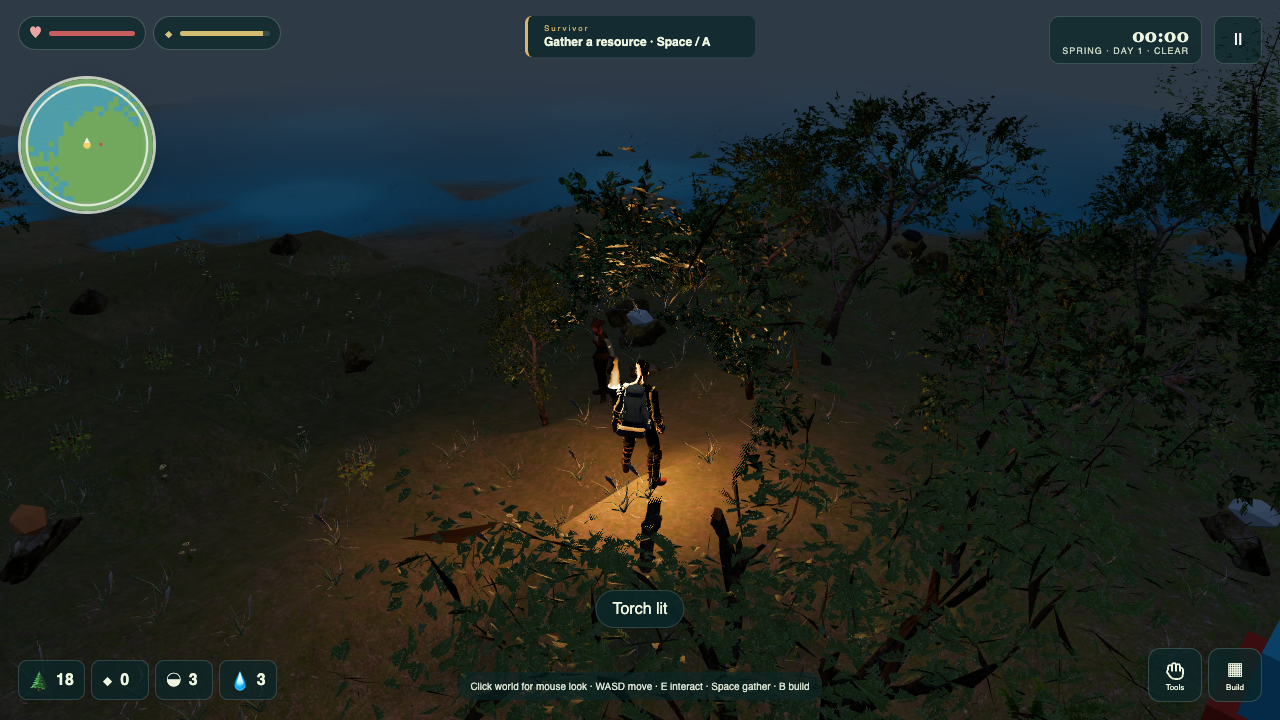 Survivor
Gather a resource · Space / A
00:00
SPRING · DAY 1 · CLEAR
Torch lit
18
0
3
3
Click world for mouse look · WASD move · E interact · Space gather · B build
Tools
Build